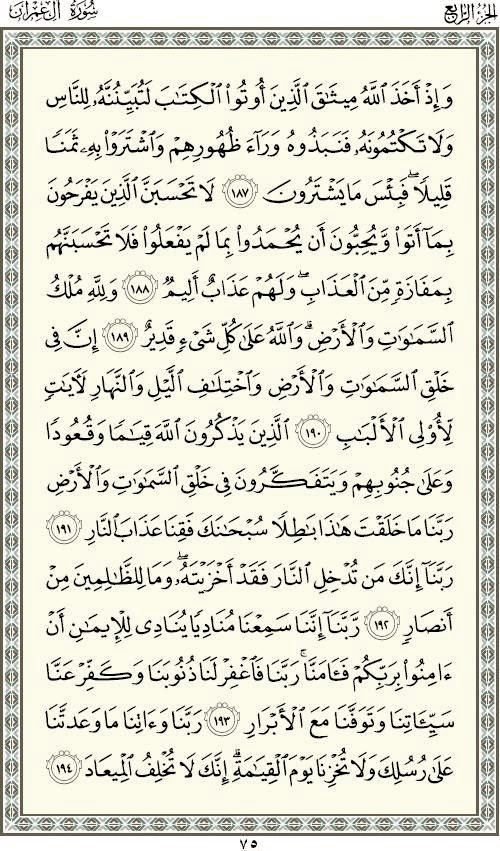 الجزء الرابع
سورة آل عمران
وَإِذْ أَخَذَ ٱللَّهُ مِيثَٰقَ ٱلَّذِينَ أُوتُوا۟ ٱلْكِتَٰبَ لَتُبَيِّنُنَّهُۥ لِلنَّاسِ
وَلَا تَكْتُمُونَهُۥ فَنَبَذُوهُ وَرَآءَ ظُهُورِهِمْ وَٱشْتَرَوْا۟ بِهِۦ ثَمَنًا
قَلِيلًا ۖ فَبِئْسَ مَا يَشْتَرُونَ ١٨٧ لَا تَحْسَبَنَّ ٱلَّذِينَ يَفْرَحُونَ
بِمَآ أَتَوا۟ وَّيُحِبُّونَ أَن يُحْمَدُوا۟ بِمَا لَمْ يَفْعَلُوا۟ فَلَا تَحْسَبَنَّهُم
بِمَفَازَةٍ مِّنَ ٱلْعَذَابِ ۖ وَلَهُمْ عَذَابٌ أَلِيمٌ ١٨٨ وَلِلَّهِ مُلْكُ
ٱلسَّمَٰوَٰتِ وَٱلْأَرْضِ ۗ وَٱللَّهُ عَلَىٰ كُلِّ شَىْءٍ قَدِيرٌ ١٨٩ إِنَّ فِى
خَلْقِ ٱلسَّمَٰوَٰتِ وَٱلْأَرْضِ وَٱخْتِلَٰفِ ٱلَّيْلِ وَٱلنَّهَارِ لَءَايَٰتٍ
لِّأُو۟لِى ٱلْأَلْبَٰبِ ١٩٠ ٱلَّذِينَ يَذْكُرُونَ ٱللَّهَ قِيَٰمًا وَقُعُودًا
وَعَلَىٰ جُنُوبِهِمْ وَيَتَفَكَّرُونَ فِى خَلْقِ ٱلسَّمَٰوَٰتِ وَٱلْأَرْضِ
رَبَّنَا مَا خَلَقْتَ هَٰذَا بَٰطِلًا سُبْحَٰنَكَ فَقِنَا عَذَابَ ٱلنَّارِ ١٩١
رَبَّنَآ إِنَّكَ مَن تُدْخِلِ ٱلنَّارَ فَقَدْ أَخْزَيْتَهُۥ ۖ وَمَا لِلظَّٰلِمِينَ مِنْ
أَنصَارٍ ١٩٢ رَّبَّنَآ إِنَّنَا سَمِعْنَا مُنَادِيًا يُنَادِى لِلْإِيمَٰنِ أَنْ
ءَامِنُوا۟ بِرَبِّكُمْ فَـَٔامَنَّا ۚ رَبَّنَا فَٱغْفِرْ لَنَا ذُنُوبَنَا وَكَفِّرْ عَنَّا
سَيِّـَٔاتِنَا وَتَوَفَّنَا مَعَ ٱلْأَبْرَارِ ١٩٣ رَبَّنَا وَءَاتِنَا مَا وَعَدتَّنَا
عَلَىٰ رُسُلِكَ وَلَا تُخْزِنَا يَوْمَ ٱلْقِيَٰمَةِ ۗ إِنَّكَ لَا تُخْلِفُ ٱلْمِيعَادَ ١٩٤
٧٥